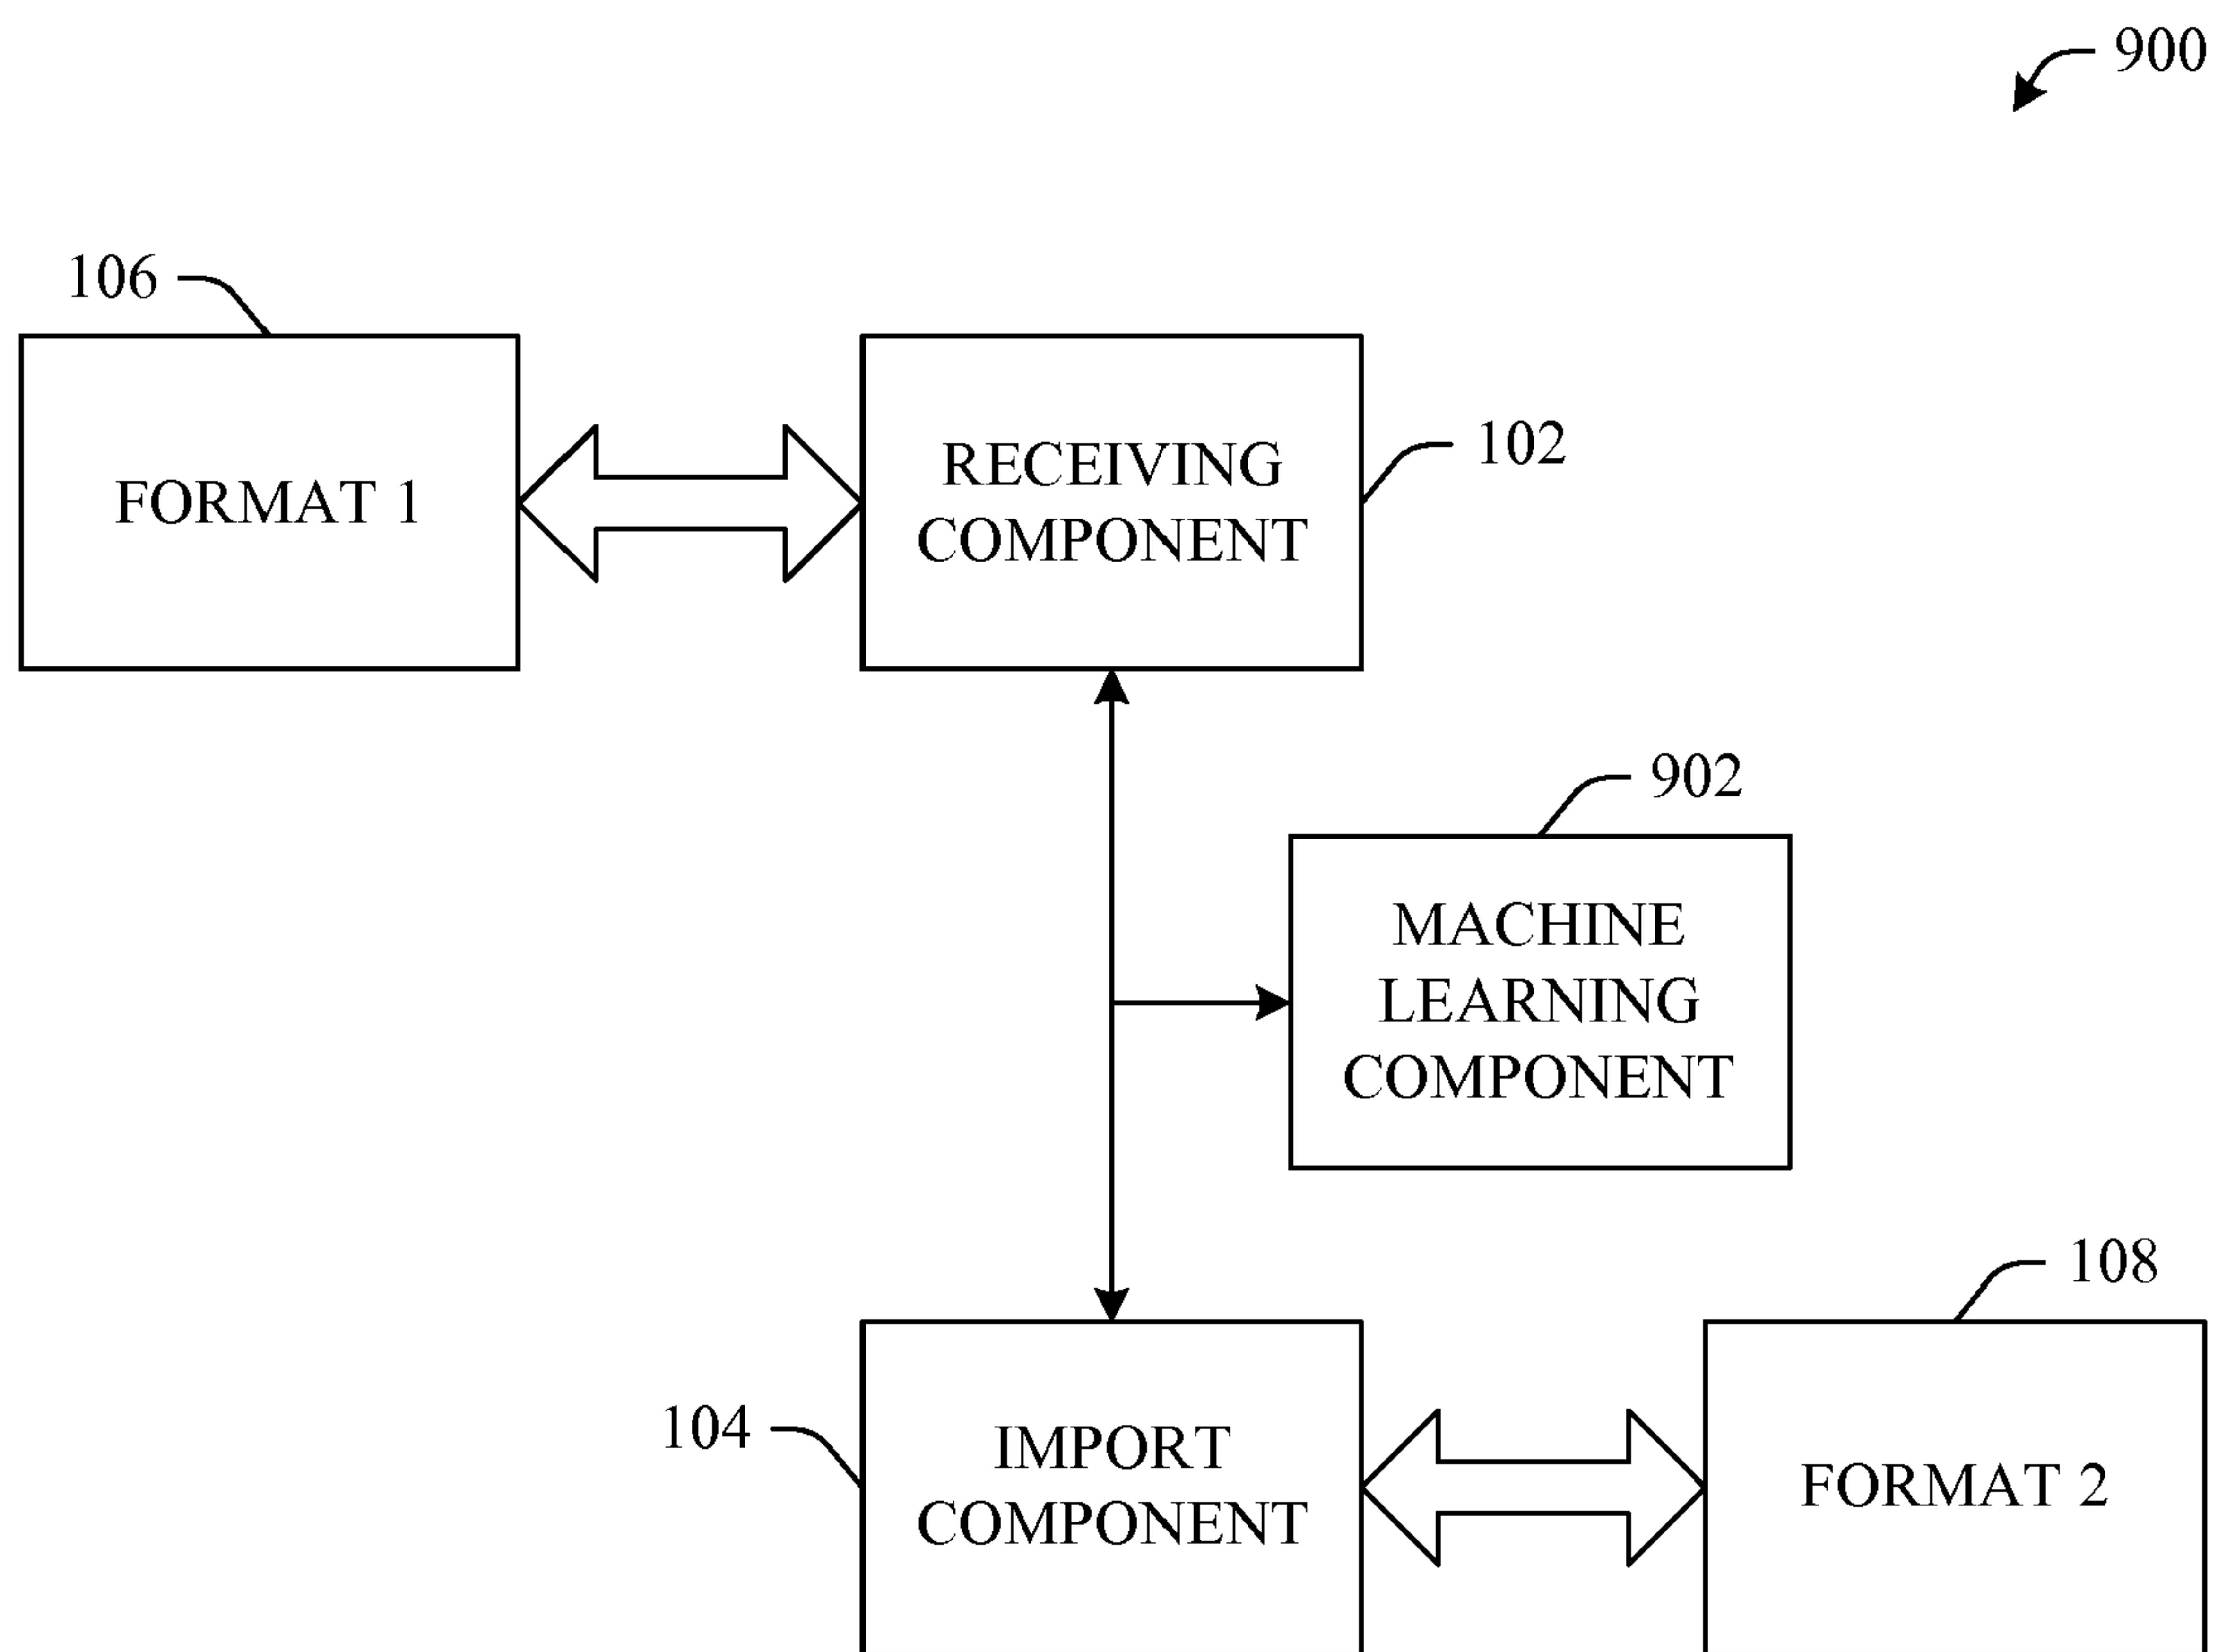 900
106
FORMAT 1
RECEIVING
COMPONENT
102
902
MACHINE
LEARNING
COMPONENT
108
104
IMPORT
COMPONENT
FORMAT 2